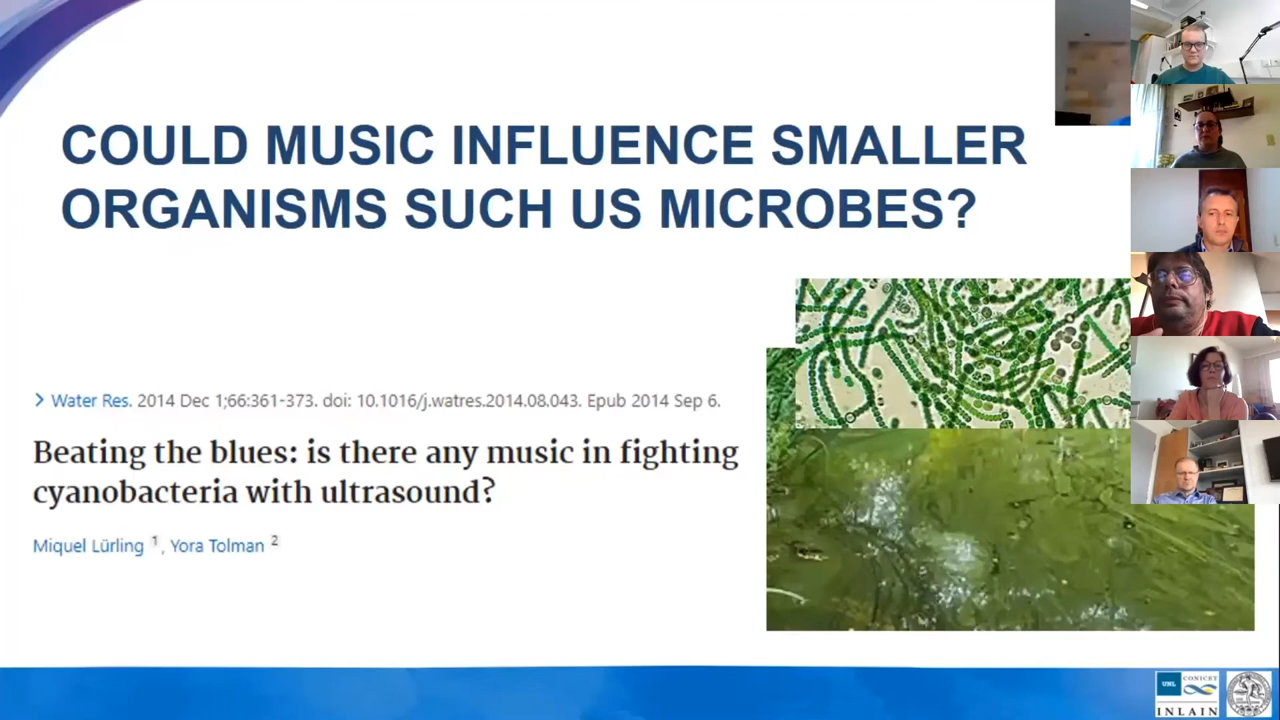 COULD MUSIC INFLUENCE SMALLER
ORGANISMS SUCH US MICROBES?
> Water Res. 2014 Dec 1;66:361-373. doi: 10.1016/j.watres.2014.08.043. Epub 2014 Sep 6.
Beating the blues: is there any music in fighting
cyanobacteria with ultrasound?
Miquel Lürling 1, Yora Tolman 2
UNL
CONICET
INLAIN